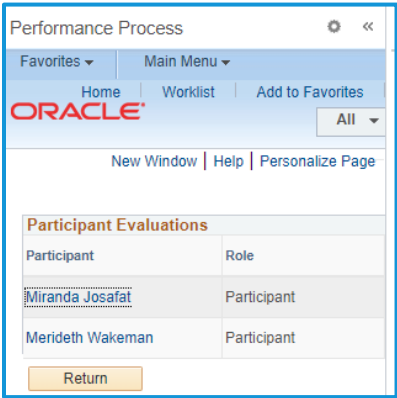 Performance Process
Favorites Main Menu
Home Worklist Add to Favorites
ORACLE
All
New Window | Help | Personalize Page
Participant Evaluations
Participant Role
Miranda Josafat Participant
Merideth Wakeman Participant
Return